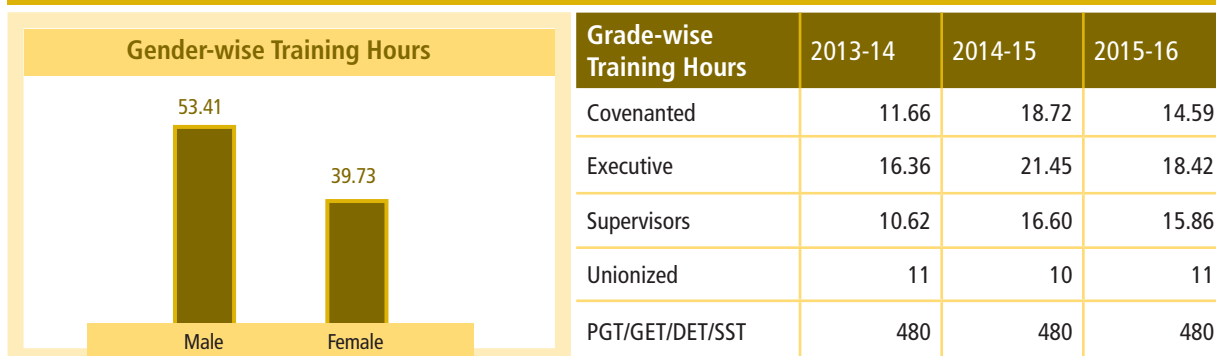 Gender-wise Training Hours
53.41
39.73
Male Female
Grade-wise 2013-14 2014-15 2015-16
Training Hours
Covenanted 11.66 18.72 14.59
Executive 16.36 21.45 18.42
Supervisors 10.62 16.60 15.86
Unionized 11 10 11
PGT/GET/DET/SST 480 480 480